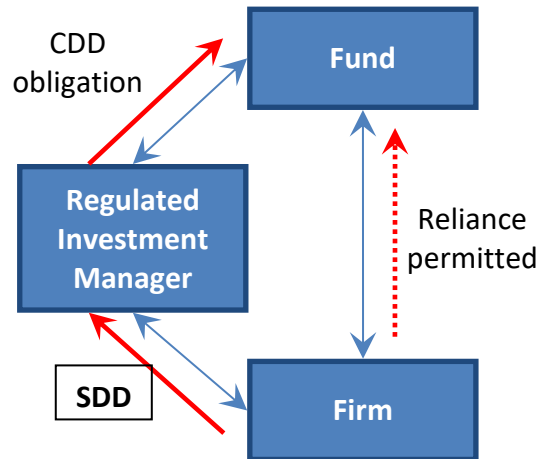 CDD
obligation
Fund
Regulated
Investment
Manager
Reliance
permitted
SDD
Firm